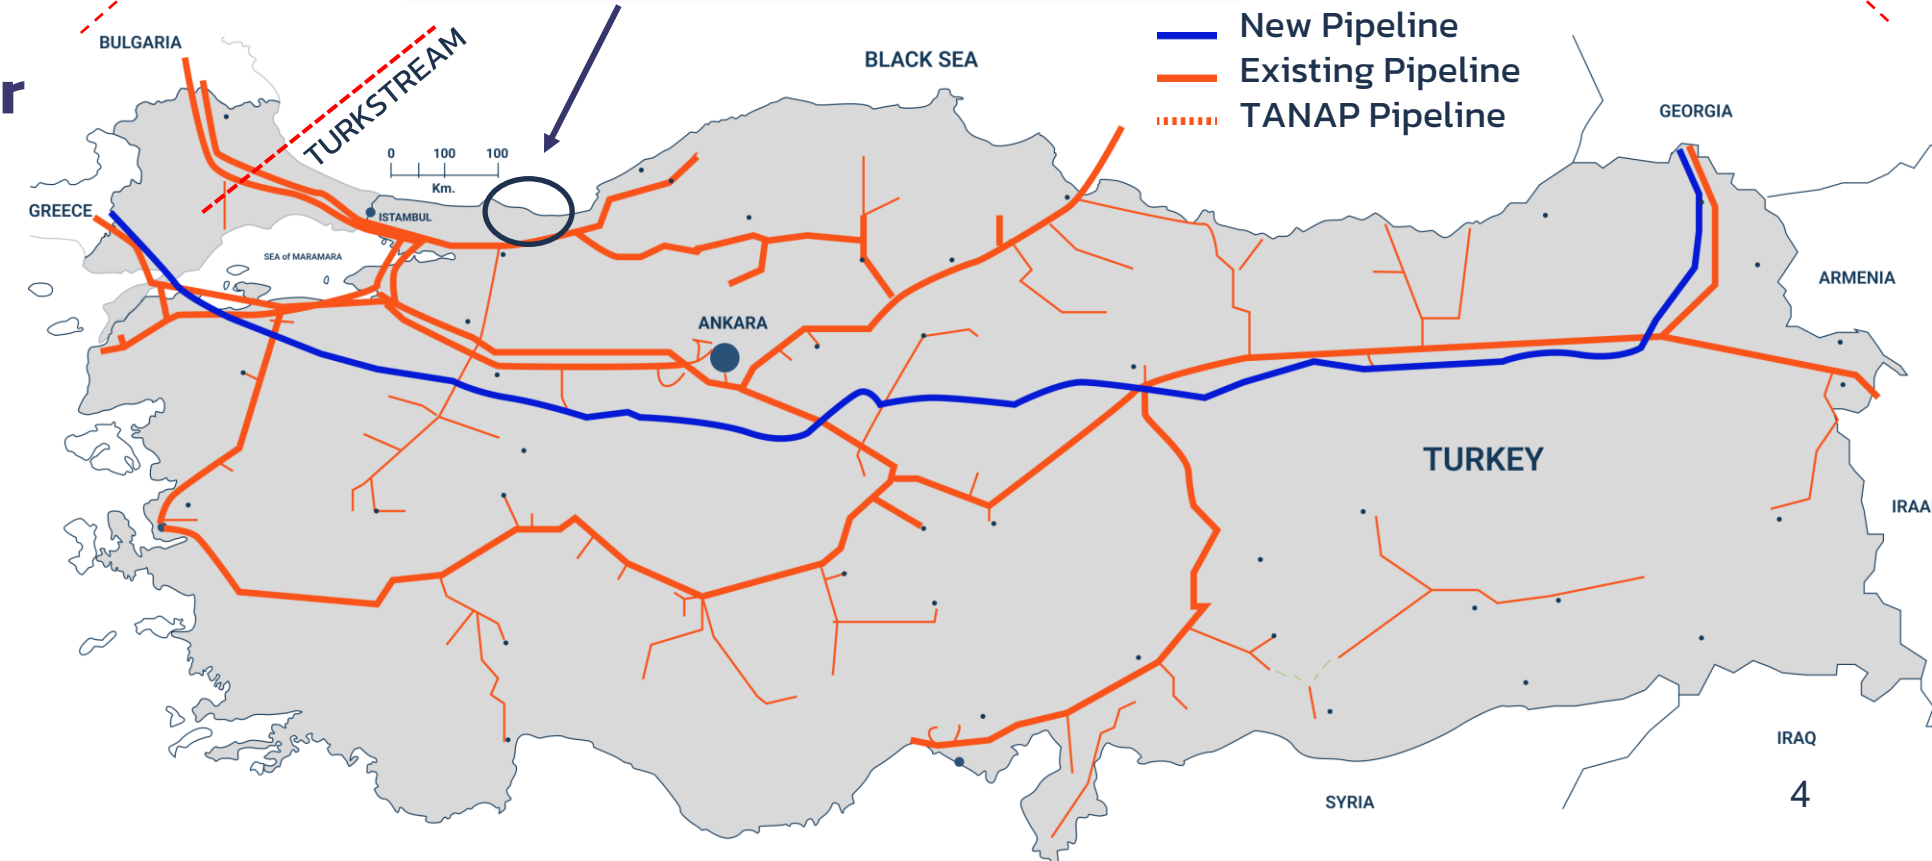 r
BULGARIA
TURKSTREAM
BLACK SEA
New Pipeline
Existing Pipeline
TANAP Pipeline
GEORGIA
0 100 100
Km.
GREECE
ISTAMBUL
SEA of MARAMARA
ARMENIA
ANKARA
TURKEY
IRAA
IRAQ
SYRIA
4